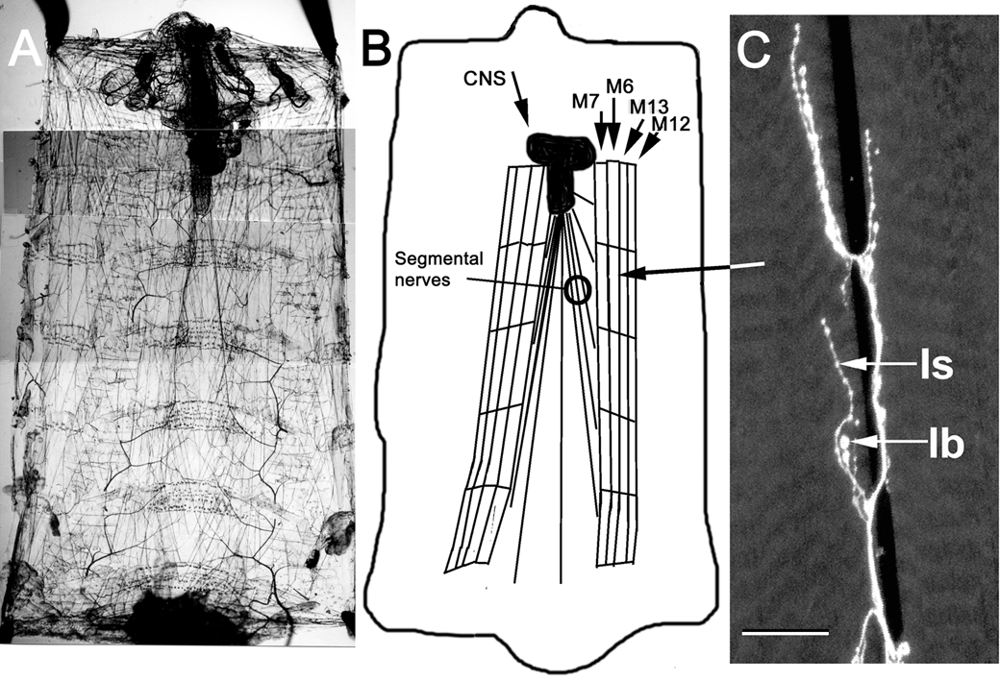 A
B
CNS
M7
M6
M13
M12
Segmental
nerves
C
Is
Ib